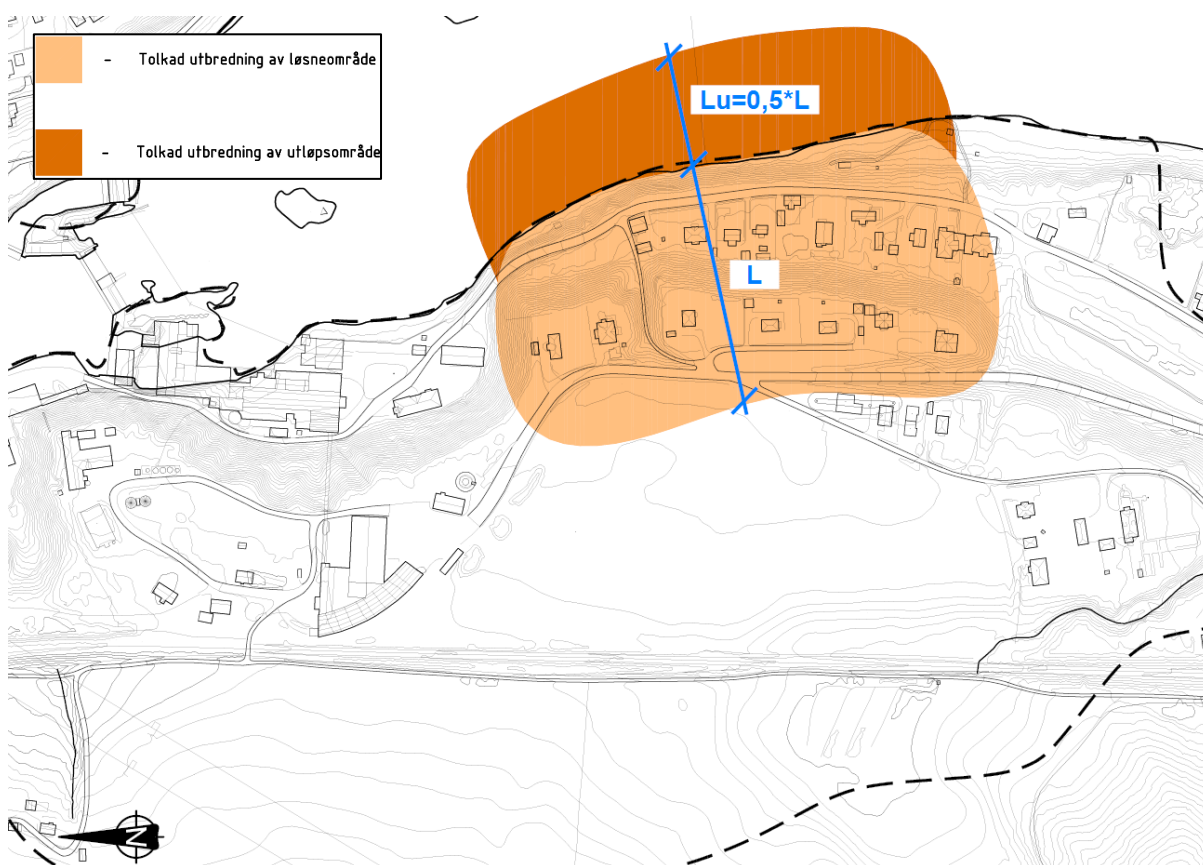 - Tolkad utbredning av løsneområde
- Tolkad utbredning av utløpsområde
Lu=0,5*L
L
N